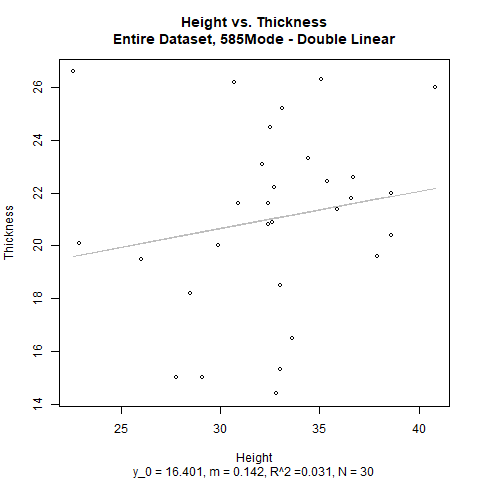 Height vs. Thickness
Entire Dataset, 585Mode - Double Linear
Thickness
26
24
22
20
18
16
14
25 30 35 40
Height
y_0 = 16.401, m = 0.142, R^2 =0.031, N = 30